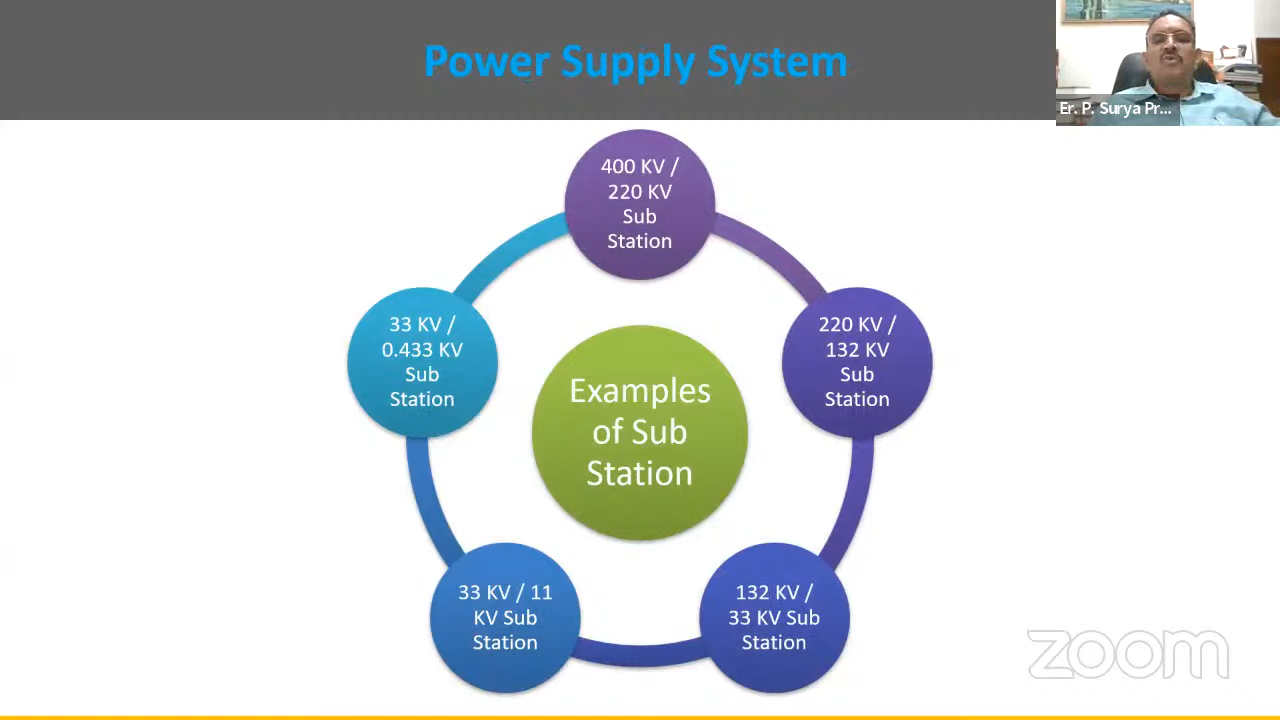 Power Supply System
Er. P. Surya Pr...
400 KV /
220 KV
Sub
Station
220 KV /
132 KV
Sub
Station
132 KV /
33 KV Sub
Station
33 KV / 11
KV Sub
Station
33 KV /
0.433 KV
Sub
Station
Examples
of Sub
Station
zoom